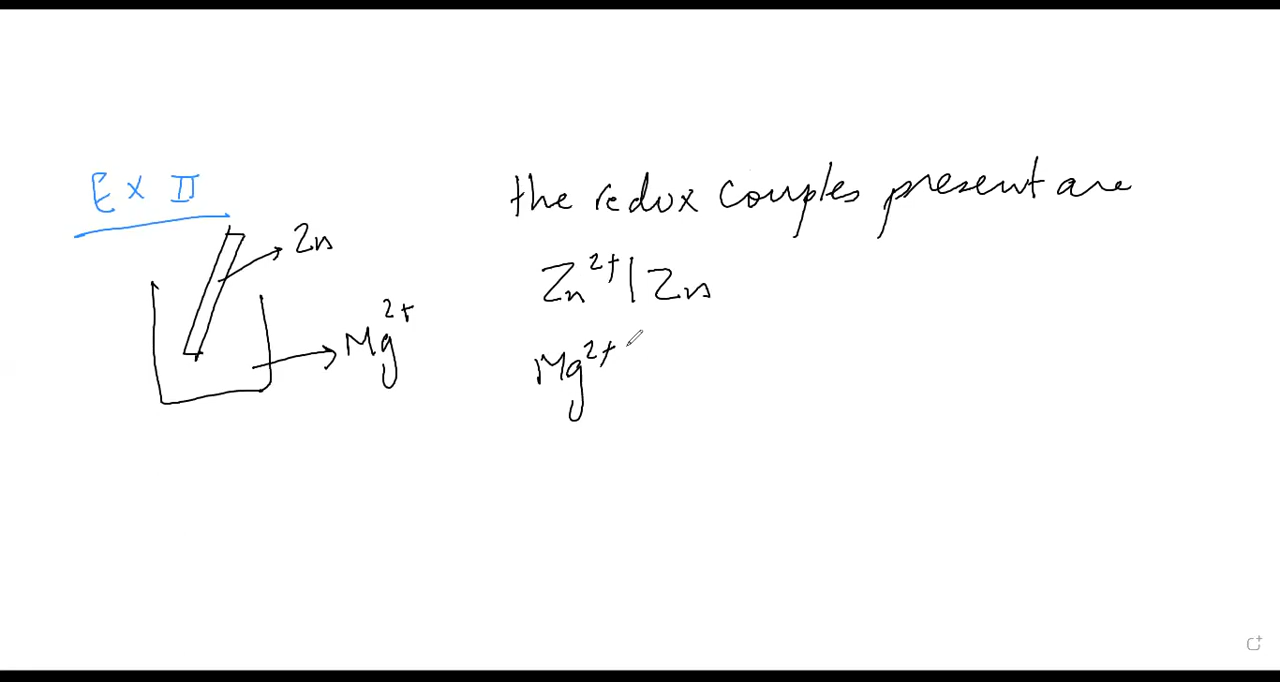 Ex II
Zn
Mg²⁺
the redox couples present are
Zn²⁺|Zn
Mg²⁺